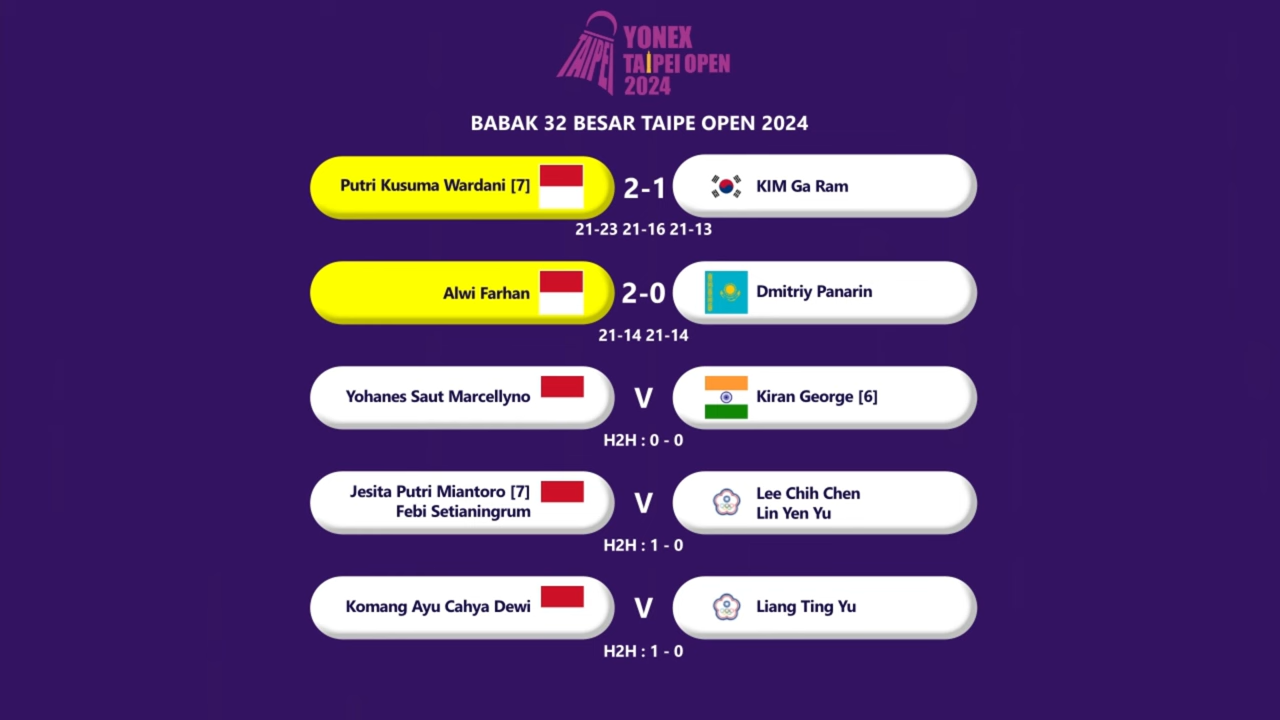 TAIPEI
YONEX
TAIPEI OPEN
2024
BABAK 32 BESAR TAIPE OPEN 2024
Putri Kusuma Wardani [7]
2-1
KIM Ga Ram
21-23 21-16 21-13
Alwi Farhan
2-0
Dmitriy Panarin
21-14 21-14
Yohanes Saut Marcellyno
V
Kiran George [6]
H2H : 0 - 0
Jesita Putri Miantoro [7]
Febi Setianingrum
V
Lee Chih Chen
Lin Yen Yu
H2H : 1 - 0
Komang Ayu Cahya Dewi
V
Liang Ting Yu
H2H : 1 - 0